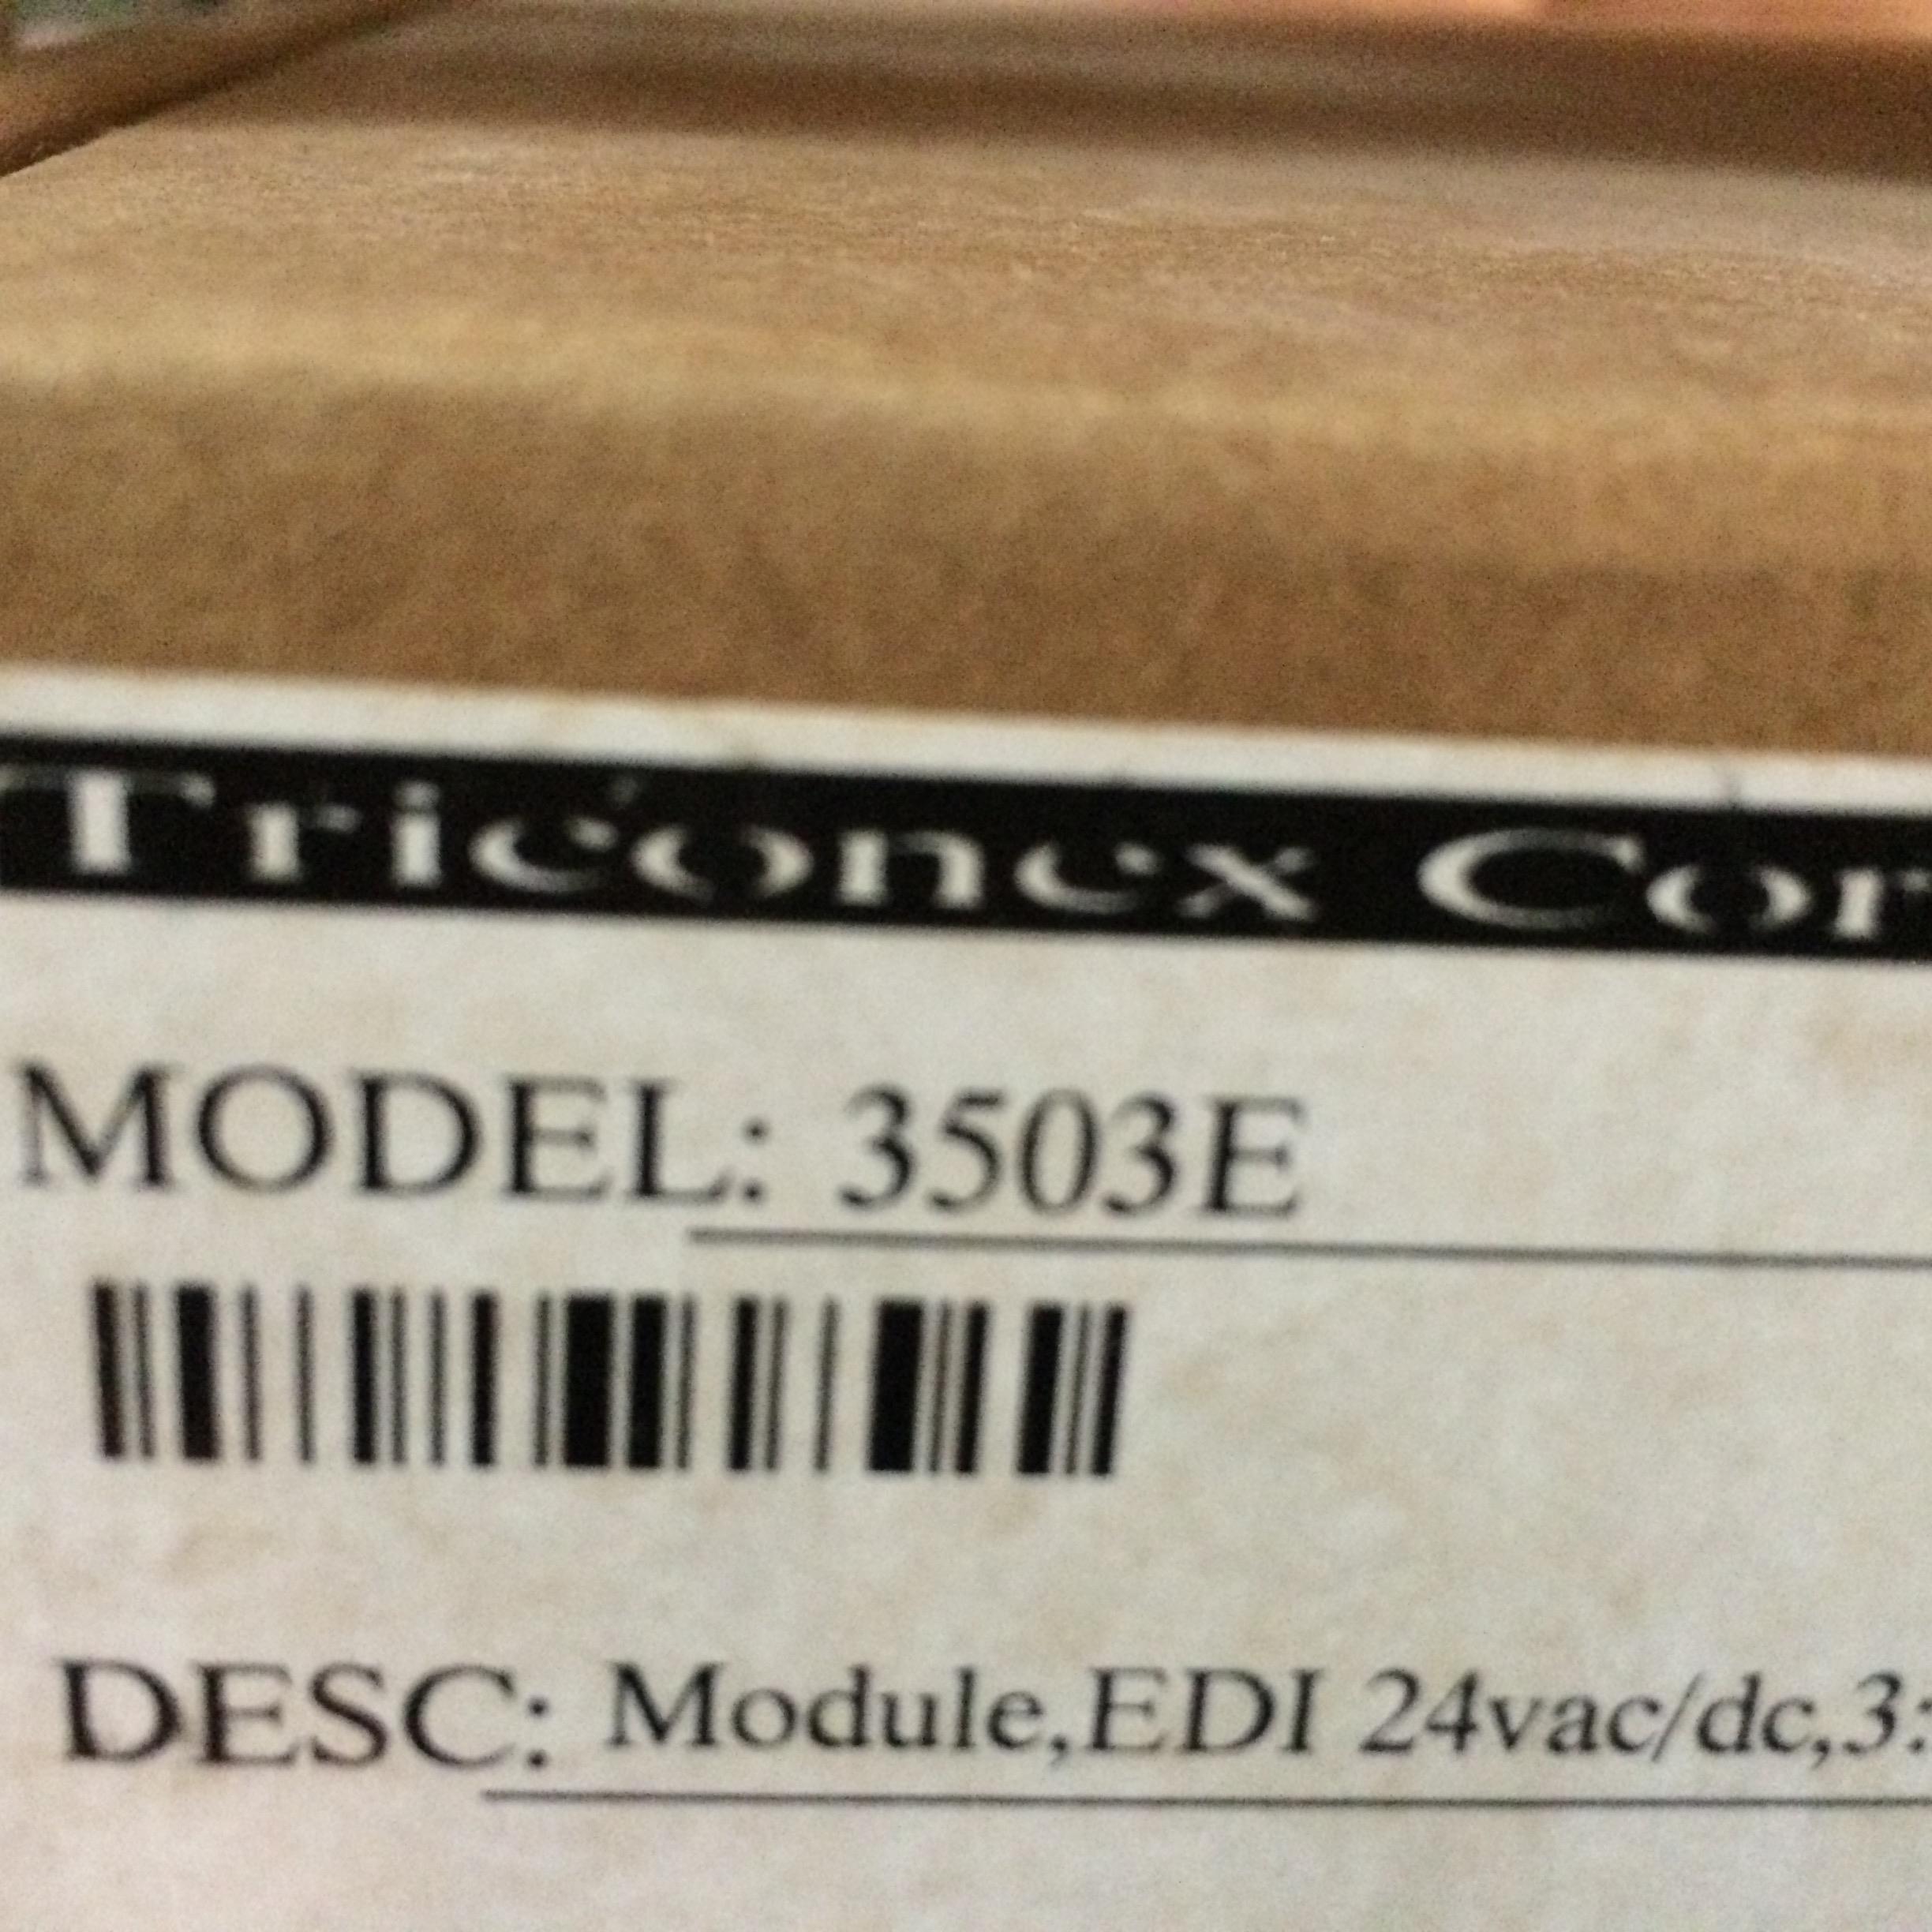 Triconex Cor
MODEL: 3503E
DESC: Module,EDI 24vac/dc,3